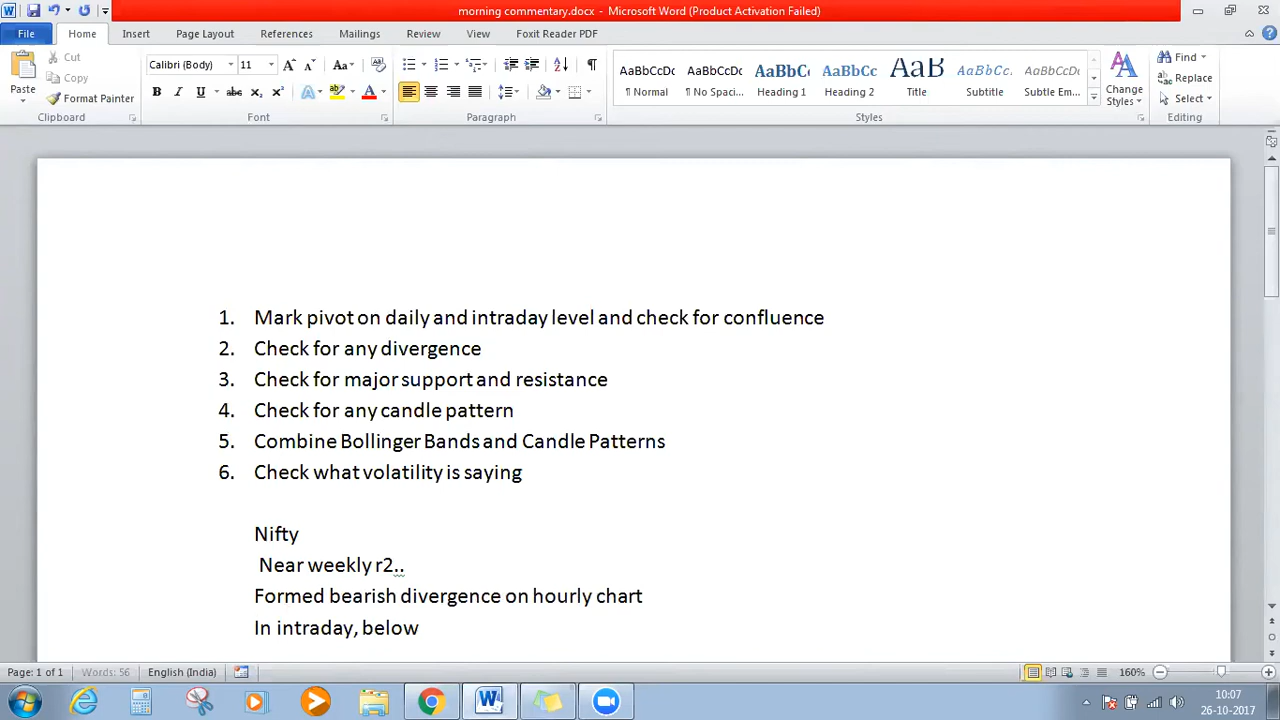 morning commentary.docx - Microsoft Word (Product Activation Failed)
File Home Insert Page Layout References Mailings Review View Foxit Reader PDF
Paste
Cut
Copy
Format Painter
Clipboard
Calibri (Body) 11
Font
Paragraph
AaBbCcDc AaBbCcDc AaBbCc AaBbCc AaB AaBbCc. AaBbCcDc
¶ Normal ¶ No Spaci... Heading 1 Heading 2 Title Subtitle Subtle Em...
Styles
Change Styles
Find
Replace
Select
Editing
1. Mark pivot on daily and intraday level and check for confluence
2. Check for any divergence
3. Check for major support and resistance
4. Check for any candle pattern
5. Combine Bollinger Bands and Candle Patterns
6. Check what volatility is saying
Nifty
Near weekly r2..
Formed bearish divergence on hourly chart
In intraday, below
Page: 1 of 1 Words: 56 English (India) 160%
10:07
26-10-2017